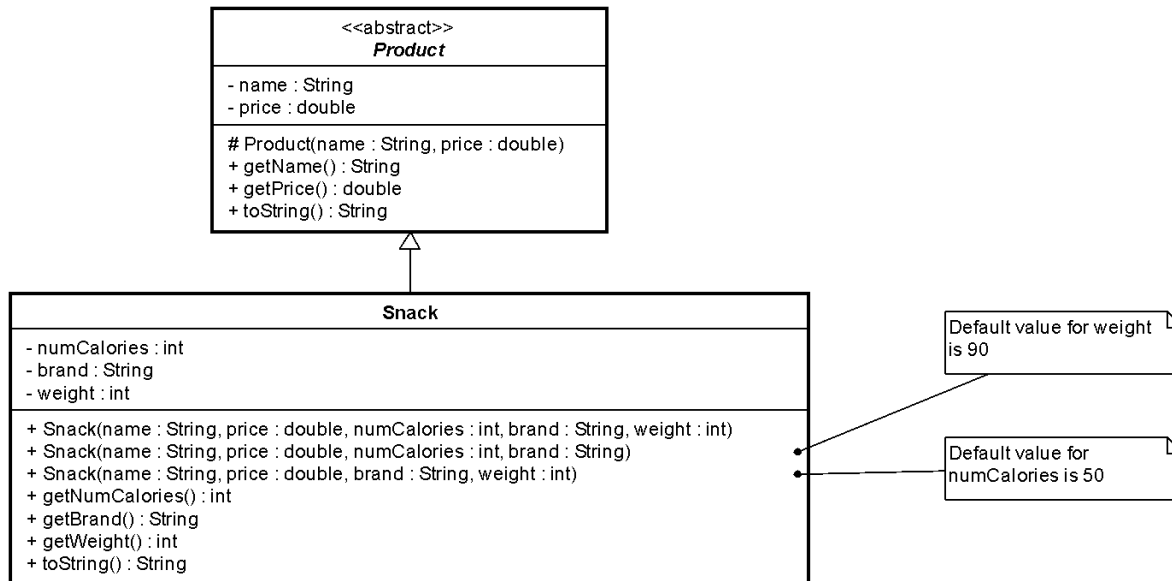 <<abstract>>
Product
- name : String
- price : double
# Product(name : String, price : double)
+ getName() : String
+ getPrice() : double
+ toString() : String
Snack
- numCalories : int
- brand : String
- weight : int
+ Snack(name : String, price : double, numCalories : int, brand : String, weight : int)
+ Snack(name : String, price : double, numCalories : int, brand : String)
+ Snack(name : String, price : double, brand : String, weight : int)
+ getNumCalories() : int
+ getBrand() : String
+ getWeight() : int
+ toString() : String
Default value for weight
is 90
Default value for
numCalories is 50